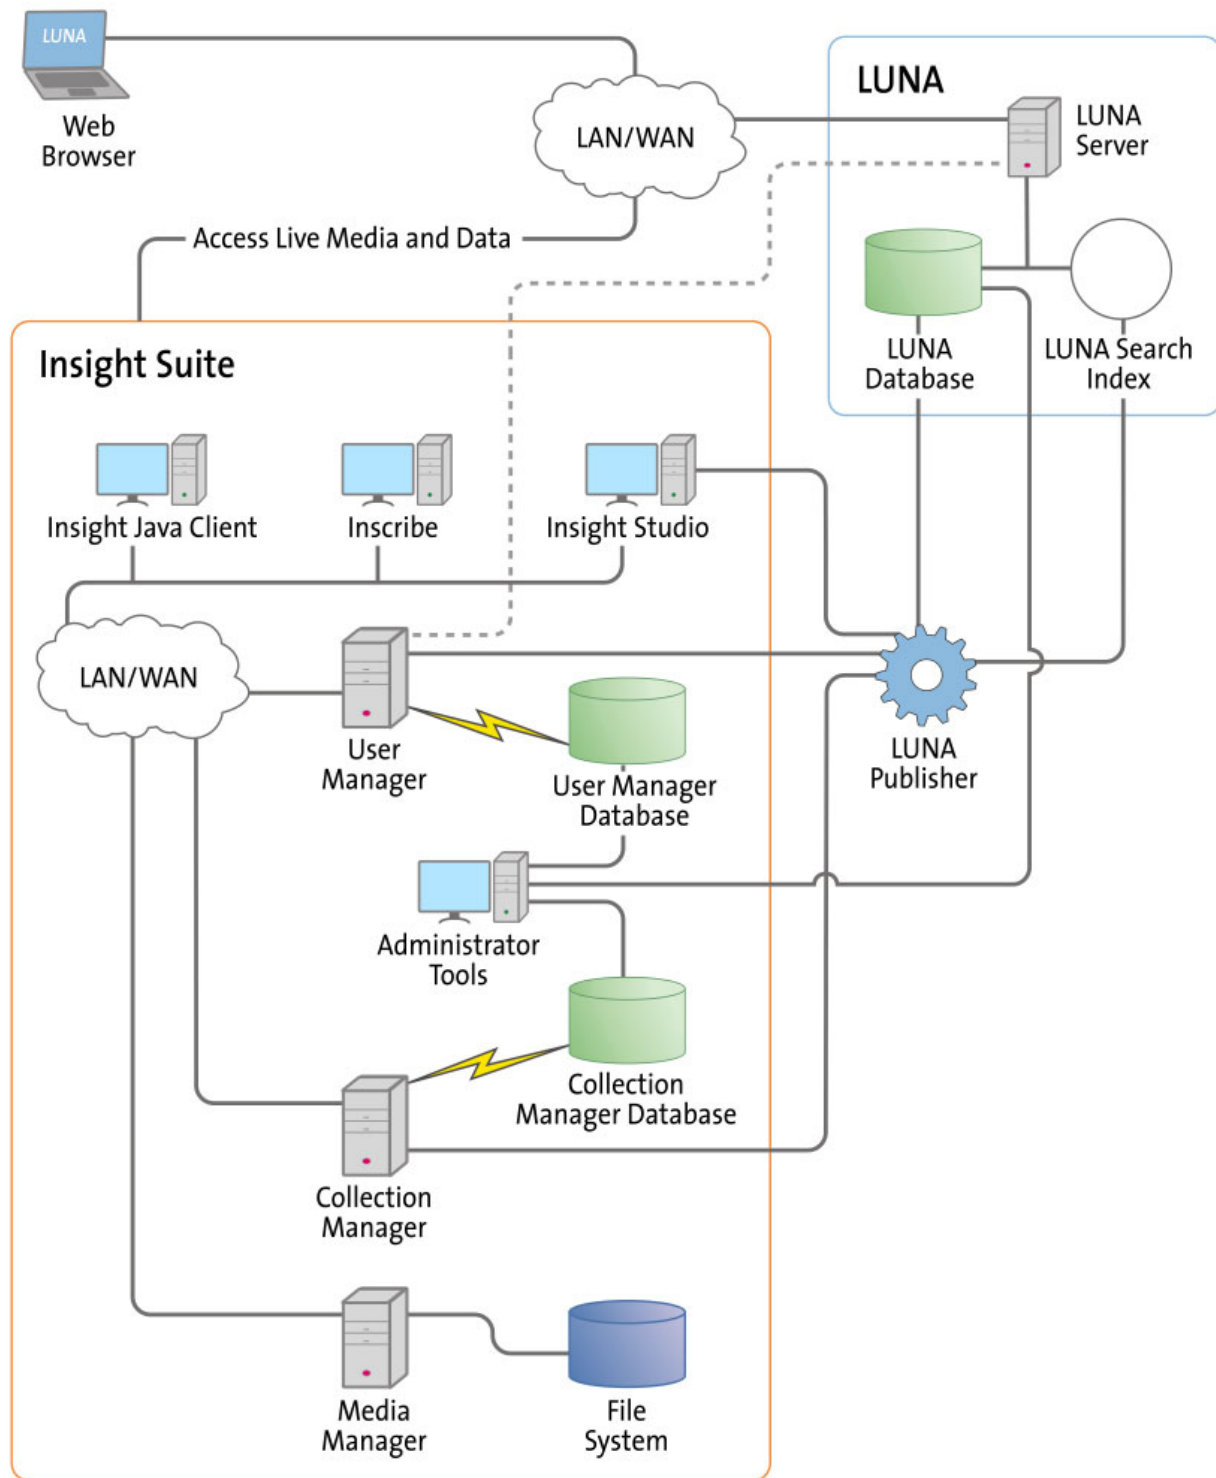 LUNA
Web
Browser
LAN/WAN
LUNA
LUNA
Server
Access Live Media and Data
LUNA
Database
LUNA Search
Index
Insight Suite
Insight Java Client
Inscribe
Insight Studio
LAN/WAN
User
Manager
User Manager
Database
LUNA
Publisher
Administrator
Tools
Collection
Manager Database
Collection
Manager
Media
Manager
File
System